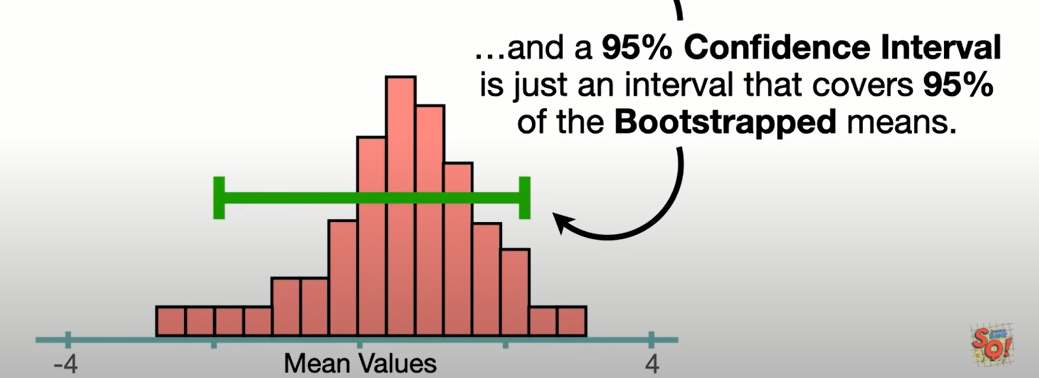 ...and a 95% Confidence Interval
is just an interval that covers 95%
of the Bootstrapped means.
-4
Mean Values
4
SQ!